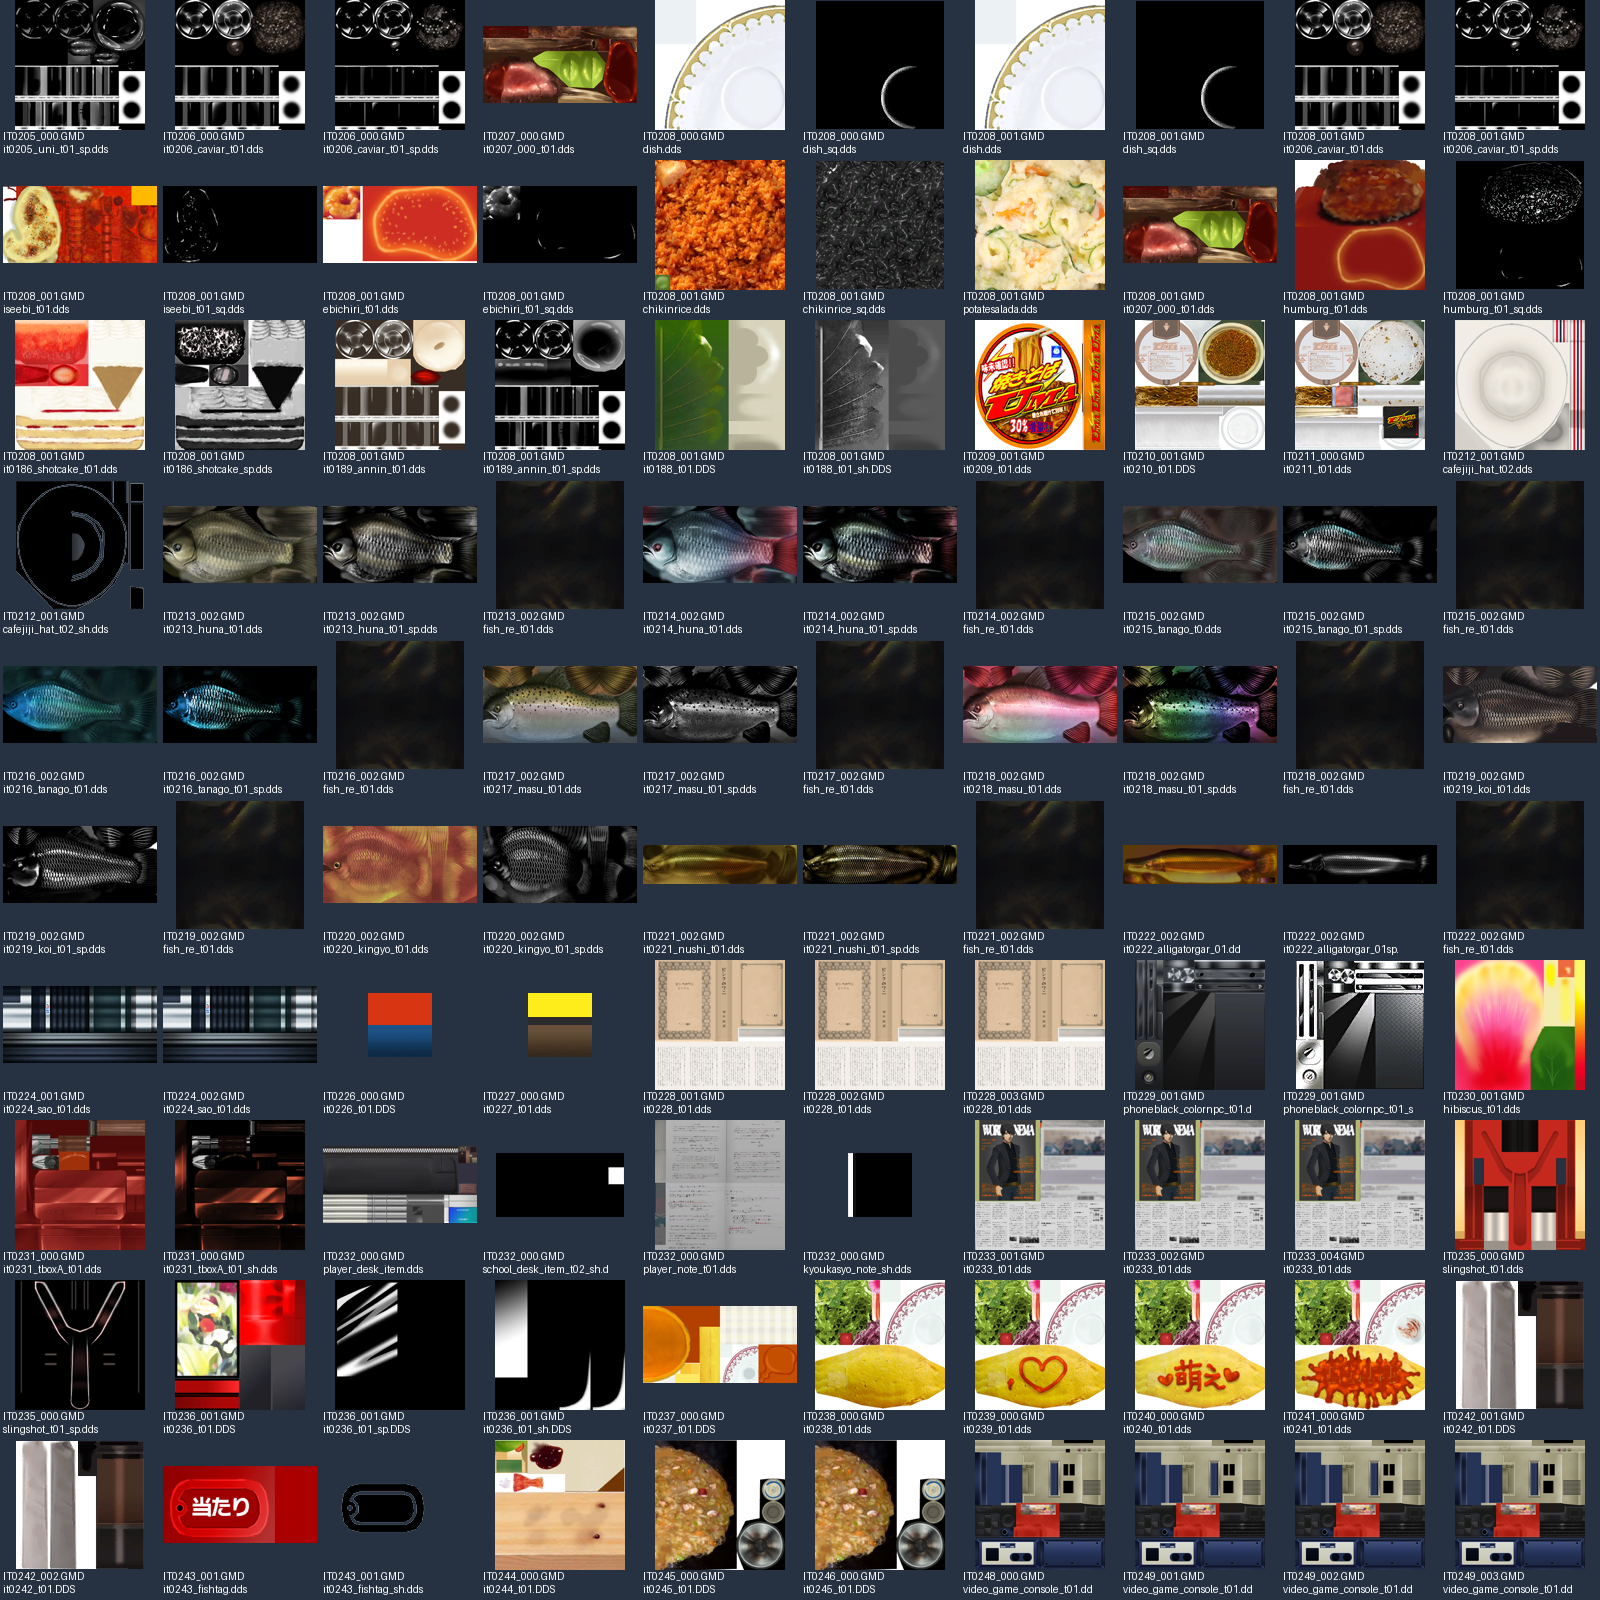 IT0205_000.GMD
it0205_uni_t01_sp.dds
IT0206_000.GMD
it0206_caviar_t01.dds
IT0206_000.GMD
it0206_caviar_t01_sp.dds
IT0207_000.GMD
it0207_000_t01.dds
IT0208_000.GMD
dish.dds
IT0208_000.GMD
dish_sq.dds
IT0208_001.GMD
dish.dds
IT0208_001.GMD
dish_sq.dds
IT0208_001.GMD
it0206_caviar_t01.dds
IT0208_001.GMD
it0206_caviar_t01_sp.dds
IT0208_001.GMD
iseebi_t01.dds
IT0208_001.GMD
iseebi_t01_sq.dds
IT0208_001.GMD
ebichiri_t01.dds
IT0208_001.GMD
ebichiri_t01_sq.dds
IT0208_001.GMD
chikinrice.dds
IT0208_001.GMD
chikinrice_sq.dds
IT0208_001.GMD
potatesalada.dds
IT0208_001.GMD
it0207_000_t01.dds
IT0208_001.GMD
humburg_t01.dds
IT0208_001.GMD
humburg_t01_sq.dds
味未確認!!
焼きそば
UMA
30%
IT0208_001.GMD
it0186_shotcake_t01.dds
IT0208_001.GMD
it0186_shotcake_sp.dds
IT0208_001.GMD
it0189_annin_t01.dds
IT0208_001.GMD
it0189_annin_t01_sp.dds
IT0208_001.GMD
it0188_t01.DDS
IT0208_001.GMD
it0188_t01_sh.DDS
IT0209_001.GMD
it0209_t01.dds
IT0210_001.GMD
it0210_t01.DDS
IT0211_000.GMD
it0211_t01.dds
IT0212_001.GMD
cafejiji_hat_t02.dds
IT0212_001.GMD
cafejiji_hat_t02_sh.dds
IT0213_002.GMD
it0213_huna_t01.dds
IT0213_002.GMD
it0213_huna_t01_sp.dds
IT0213_002.GMD
fish_re_t01.dds
IT0214_002.GMD
it0214_huna_t01.dds
IT0214_002.GMD
it0214_huna_t01_sp.dds
IT0214_002.GMD
fish_re_t01.dds
IT0215_002.GMD
it0215_tanago_t0.dds
IT0215_002.GMD
it0215_tanago_t01_sp.dds
IT0215_002.GMD
fish_re_t01.dds
IT0216_002.GMD
it0216_tanago_t01.dds
IT0216_002.GMD
it0216_tanago_t01_sp.dds
IT0216_002.GMD
fish_re_t01.dds
IT0217_002.GMD
it0217_masu_t01.dds
IT0217_002.GMD
it0217_masu_t01_sp.dds
IT0217_002.GMD
fish_re_t01.dds
IT0218_002.GMD
it0218_masu_t01.dds
IT0218_002.GMD
it0218_masu_t01_sp.dds
IT0218_002.GMD
fish_re_t01.dds
IT0219_002.GMD
it0219_koi_t01.dds
IT0219_002.GMD
it0219_koi_t01_sp.dds
IT0219_002.GMD
fish_re_t01.dds
IT0220_002.GMD
it0220_kingyo_t01.dds
IT0220_002.GMD
it0220_kingyo_t01_sp.dds
IT0221_002.GMD
it0221_nushi_t01.dds
IT0221_002.GMD
it0221_nushi_t01_sp.dds
IT0221_002.GMD
fish_re_t01.dds
IT0222_002.GMD
it0222_alligatorgar_01.dd
IT0222_002.GMD
it0222_alligatorgar_01sp.
IT0222_002.GMD
fish_re_t01.dds
IT0224_001.GMD
it0224_sao_t01.dds
IT0224_002.GMD
it0224_sao_t01.dds
IT0226_000.GMD
it0226_t01.DDS
IT0227_000.GMD
it0227_t01.dds
IT0228_001.GMD
it0228_t01.dds
IT0228_002.GMD
it0228_t01.dds
IT0228_003.GMD
it0228_t01.dds
IT0229_001.GMD
phoneblack_colornpc_t01.d
IT0229_001.GMD
phoneblack_colornpc_t01_s
IT0230_001.GMD
hibiscus_t01.dds
IT0231_000.GMD
it0231_tboxA_t01.dds
IT0231_000.GMD
it0231_tboxA_t01_sh.dds
IT0232_000.GMD
player_desk_item.dds
IT0232_000.GMD
school_desk_item_t02_sh.d
IT0232_000.GMD
player_note_t01.dds
IT0232_000.GMD
kyoukasyo_note_sh.dds
IT0233_001.GMD
it0233_t01.dds
IT0233_002.GMD
it0233_t01.dds
IT0233_004.GMD
it0233_t01.dds
IT0235_000.GMD
slingshot_t01.dds
萌え
IT0235_000.GMD
slingshot_t01_sp.dds
IT0236_001.GMD
it0236_t01.DDS
IT0236_001.GMD
it0236_t01_sp.DDS
IT0236_001.GMD
it0236_t01_sh.DDS
IT0237_000.GMD
it0237_t01.DDS
IT0238_000.GMD
it0238_t01.dds
IT0239_000.GMD
it0239_t01.dds
IT0240_000.GMD
it0240_t01.dds
IT0241_000.GMD
it0241_t01.dds
IT0242_001.GMD
it0242_t01.DDS
当たり
IT0242_002.GMD
it0242_t01.DDS
IT0243_001.GMD
it0243_fishtag.dds
IT0243_001.GMD
it0243_fishtag_sh.dds
IT0244_000.GMD
it0244_t01.DDS
IT0245_000.GMD
it0245_t01.DDS
IT0246_000.GMD
it0245_t01.DDS
IT0248_000.GMD
video_game_console_t01.dd
IT0249_001.GMD
video_game_console_t01.dd
IT0249_002.GMD
video_game_console_t01.dd
IT0249_003.GMD
video_game_console_t01.dd